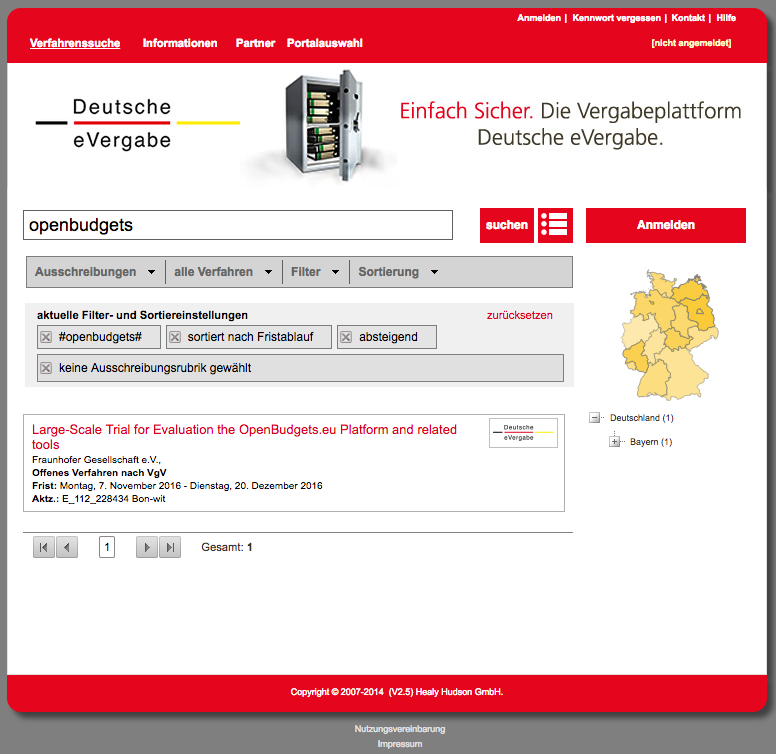 Anmelden | Kennwort vergessen | Kontakt | Hilfe
Verfahrenssuche Informationen Partner Portalauswahl [nicht angemeldet]
Deutsche
eVergabe
Einfach Sicher. Die Vergabeplattform
Deutsche eVergabe.
openbudgets suchen Anmelden
Ausschreibungen alle Verfahren Filter Sortierung
aktuelle Filter- und Sortiereinstellungen zurücksetzen
#openbudgets# sortiert nach Fristablauf absteigend
keine Ausschreibungsrubrik gewählt
Deutschland (1)
Bayern (1)
Large-Scale Trial for Evaluation the OpenBudgets.eu Platform and related
tools
Deutsche
eVergabe
Fraunhofer Gesellschaft e.V.,
Offenes Verfahren nach VgV
Frist: Montag, 7. November 2016 - Dienstag, 20. Dezember 2016
Aktz.: E_112_228434 Bon-wit
1 Gesamt: 1
Copyright © 2007-2014 (V2.5) Healy Hudson GmbH.
Nutzungsvereinbarung
Impressum